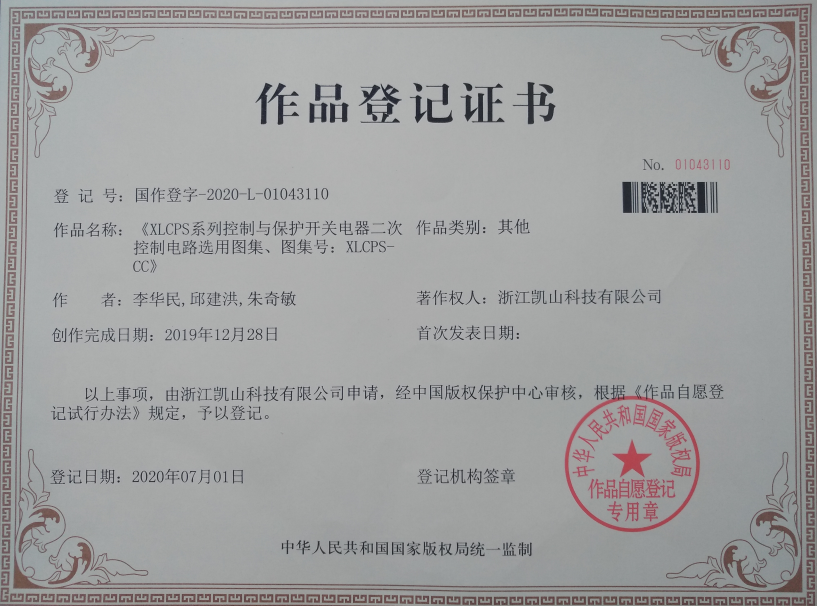 作品登记证书
No. 01043110
登 记 号：国作登字-2020-L-01043110
作品名称：《XLCPS系列控制与保护开关电器二次 作品类别：其他
控制电路选用图集、图集号：XLCPS-
CC》
作 者：李华民,邱建洪,朱奇敏 著作权人：浙江凯山科技有限公司
创作完成日期：2019年12月28日 首次发表日期：
以上事项，由浙江凯山科技有限公司申请，经中国版权保护中心审核，根据《作品自愿登
记试行办法》规定，予以登记。
登记日期：2020年07月01日 登记机构签章
中华人民共和国国家版权局
作品自愿登记
专用章
中华人民共和国国家版权局统一监制